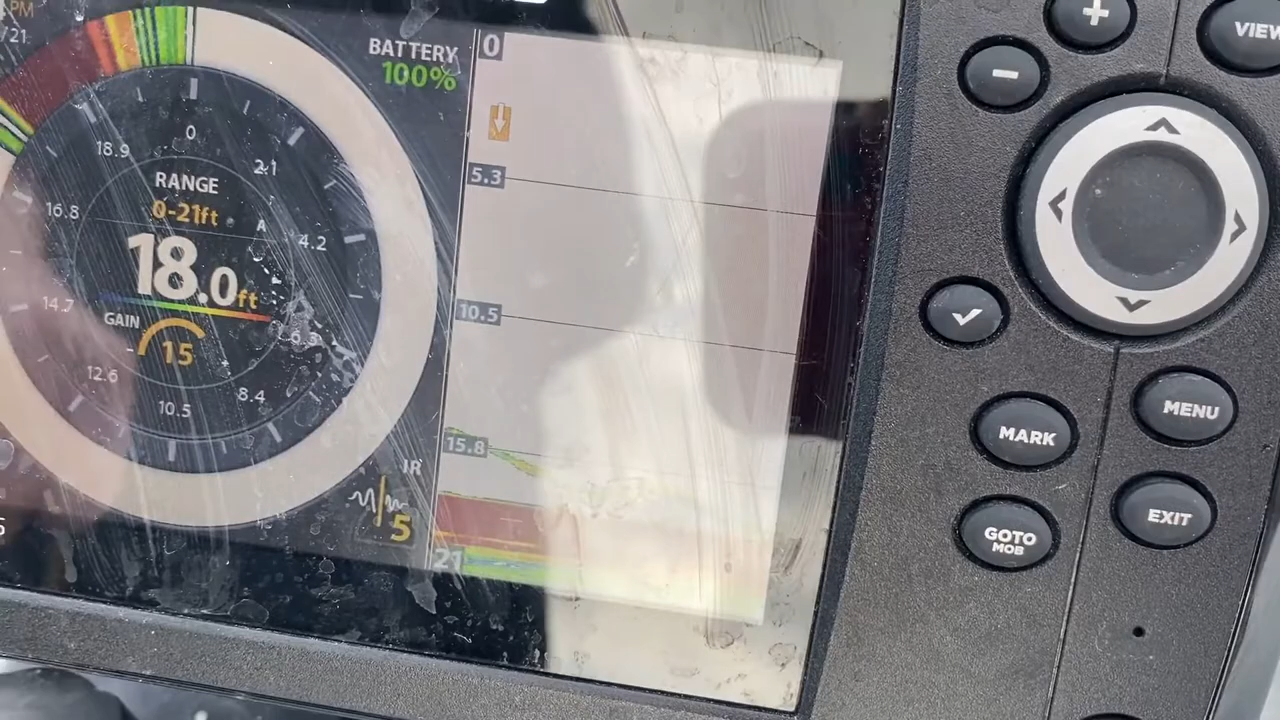 PM
/21
BATTERY
100%
0
18.9
2.1
RANGE
0-21ft
16.8
A
4.2
18.0ft
14.7
GAIN
15
6.3
12.6
8.4
10.5
IR
5
5.3
10.5
15.8
21
+
-
VIEW
MARK
MENU
GOTO
MOB
EXIT